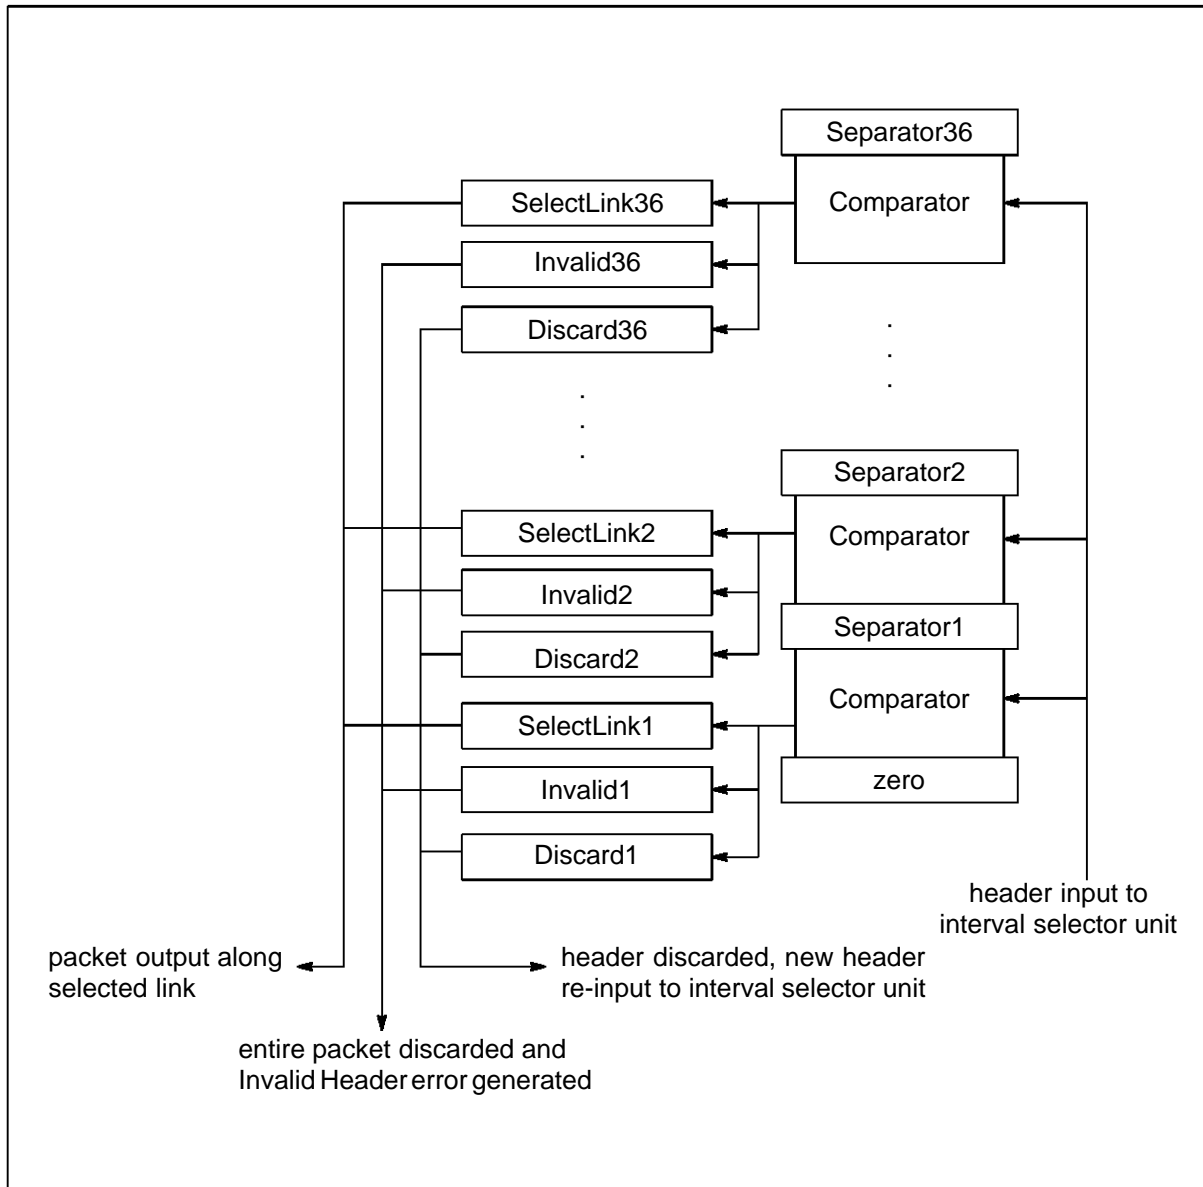 Separator36
SelectLink36
Comparator
Invalid36
Discard36
.
.
.
.
.
.
Separator2
SelectLink2
Comparator
Invalid2
Separator1
Discard2
SelectLink1
Comparator
Invalid1
zero
Discard1
header input to
interval selector unit
packet output along
selected link
header discarded, new header
re-input to interval selector unit
entire packet discarded and
Invalid Header error generated